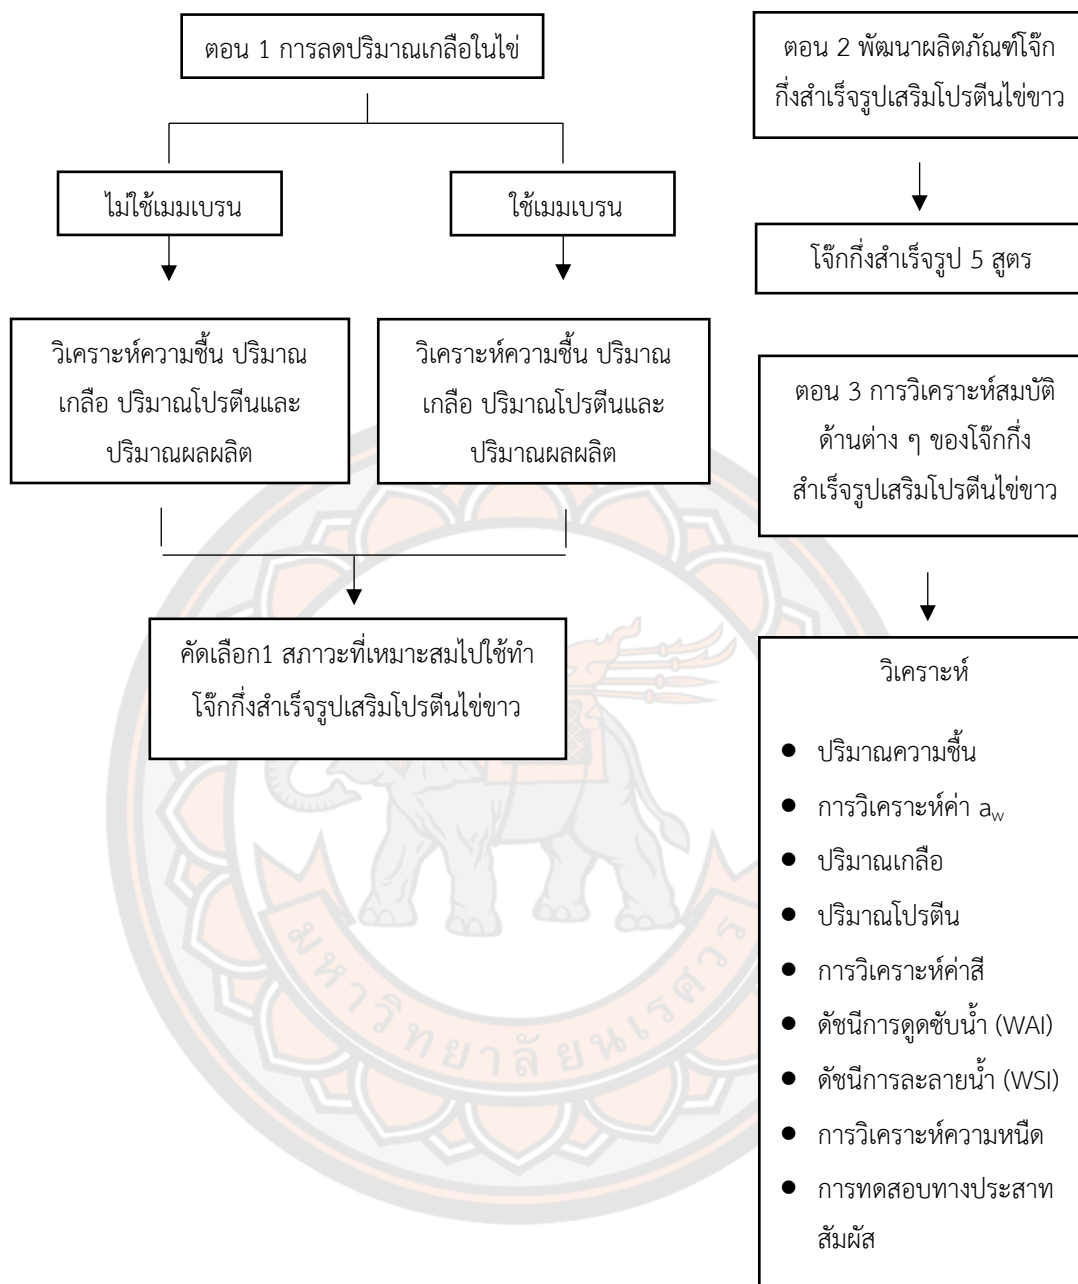 ตอน 1 การลดปริมาณเกลือในไข่
ไม่ใช้เมมเบรน
ใช้เมมเบรน
วิเคราะห์ความชื้น ปริมาณ
เกลือ ปริมาณโปรตีนและ
ปริมาณผลผลิต
วิเคราะห์ความชื้น ปริมาณ
เกลือ ปริมาณโปรตีนและ
ปริมาณผลผลิต
คัดเลือก1 สภาวะที่เหมาะสมไปใช้ทำ
โจ๊กกึ่งสำเร็จรูปเสริมโปรตีนไข่ขาว
ตอน 2 พัฒนาผลิตภัณฑ์โจ๊ก
กึ่งสำเร็จรูปเสริมโปรตีนไข่ขาว
โจ๊กกึ่งสำเร็จรูป 5 สูตร
ตอน 3 การวิเคราะห์สมบัติ
ด้านต่าง ๆ ของโจ๊กกึ่ง
สำเร็จรูปเสริมโปรตีนไข่ขาว
วิเคราะห์
● ปริมาณความชื้น
● การวิเคราะห์ค่า a_w
● ปริมาณเกลือ
● ปริมาณโปรตีน
● การวิเคราะห์ค่าสี
● ดัชนีการดูดซับน้ำ (WAI)
● ดัชนีการละลายน้ำ (WSI)
● การวิเคราะห์ความหนืด
● การทดสอบทางประสาท
สัมผัส
มหาวิทยาลัยนเรศวร